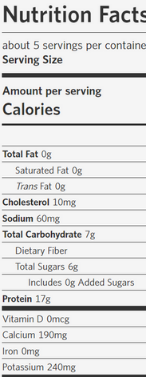 Nutrition Facts
about 5 servings per containe
Serving Size
Amount per serving
Calories
Total Fat 0g
Saturated Fat 0g
Trans Fat 0g
Cholesterol 10mg
Sodium 60mg
Total Carbohydrate 7g
Dietary Fiber
Total Sugars 6g
Includes 0g Added Sugars
Protein 17g
Vitamin D 0mcg
Calcium 190mg
Iron 0mg
Potassium 240mg